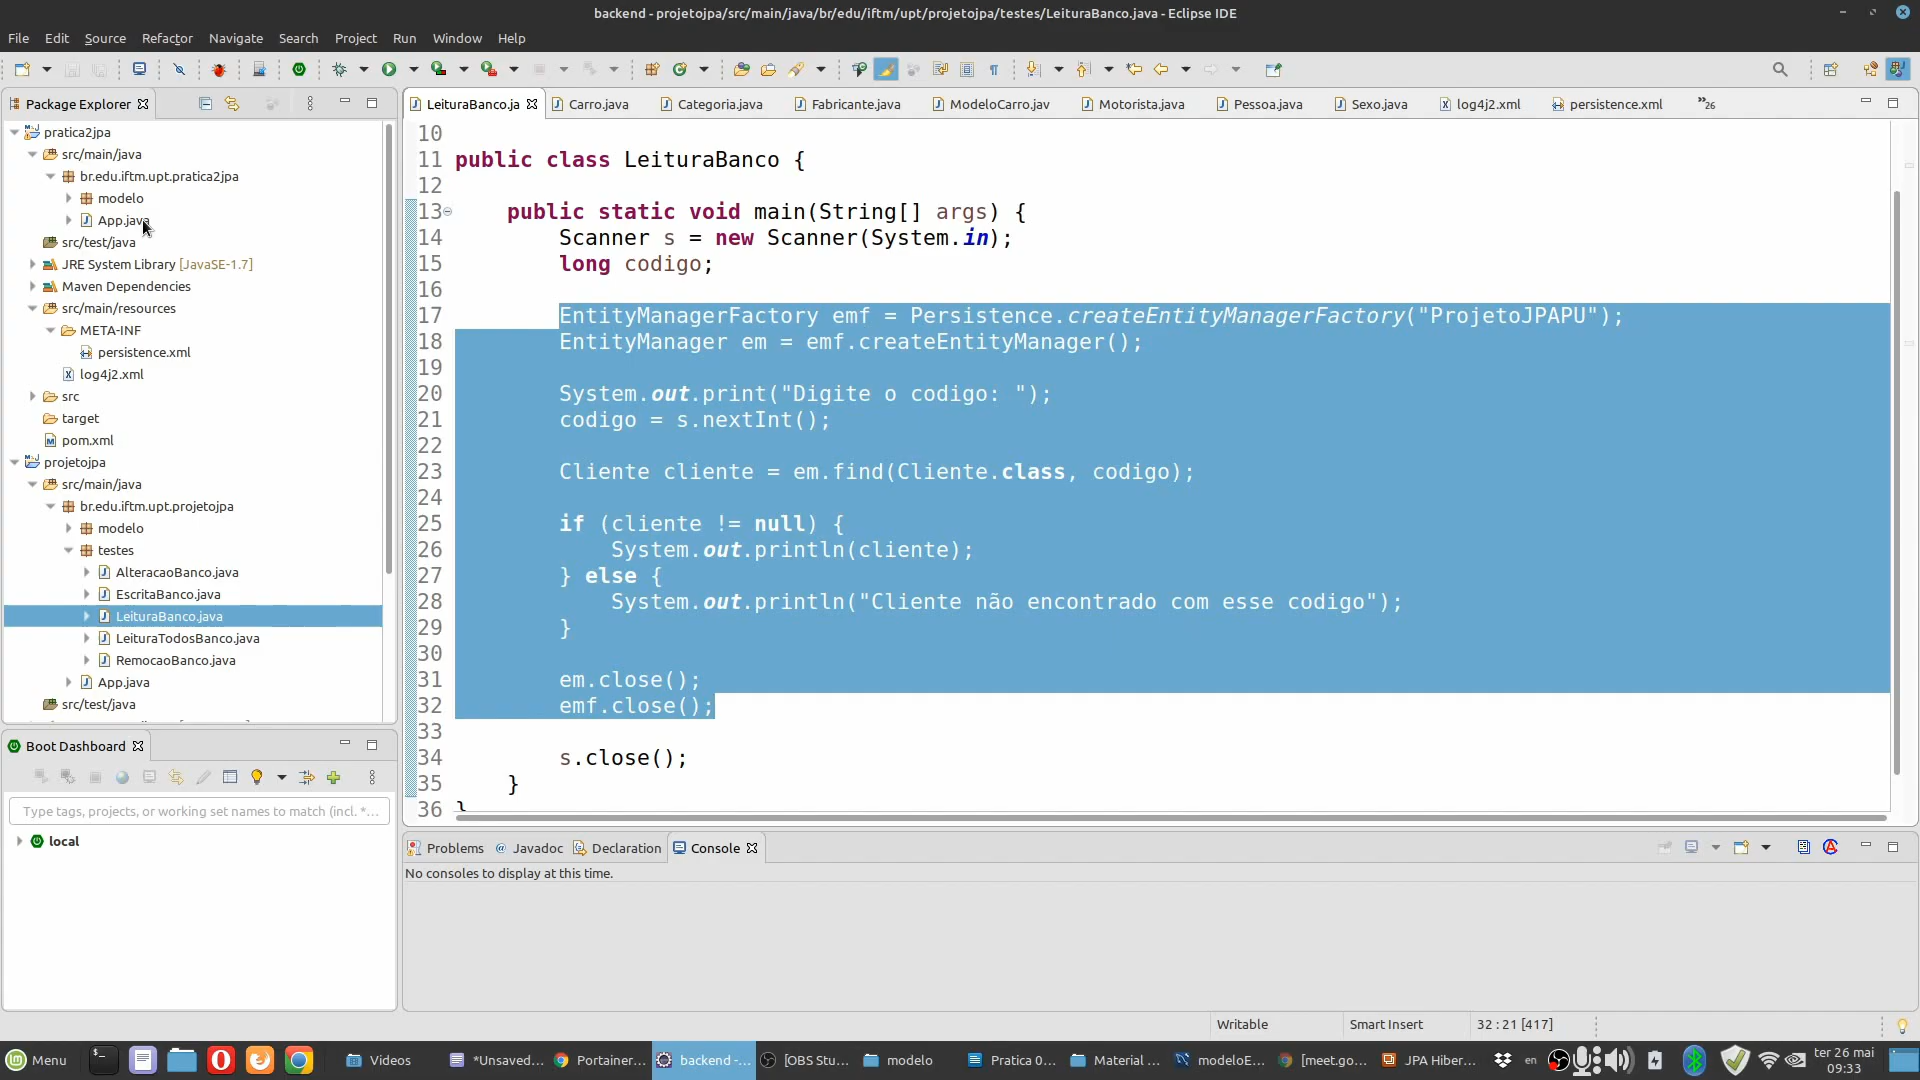 backend - projetojpa/src/main/java/br/edu/iftm/upt/projetojpa/testes/LeituraBanco.java - Eclipse IDE
File Edit Source Refactor Navigate Search Project Run Window Help
Package Explorer
LeituraBanco.ja Carro.java Categoria.java Fabricante.java ModeloCarro.jav Motorista.java Pessoa.java Sexo.java log4j2.xml persistence.xml »26
pratica2jpa
src/main/java
br.edu.iftm.upt.pratica2jpa
modelo
App.java
src/test/java
JRE System Library [JavaSE-1.7]
Maven Dependencies
src/main/resources
META-INF
persistence.xml
log4j2.xml
src
target
pom.xml
projetojpa
src/main/java
br.edu.iftm.upt.projetojpa
modelo
testes
AlteracaoBanco.java
EscritaBanco.java
LeituraBanco.java
LeituraTodosBanco.java
RemocaoBanco.java
App.java
src/test/java
10
11 public class LeituraBanco {
12
13 public static void main(String[] args) {
14 Scanner s = new Scanner(System.in);
15 long codigo;
16
17 EntityManagerFactory emf = Persistence.createEntityManagerFactory("ProjetoJPAPU");
18 EntityManager em = emf.createEntityManager();
19
20 System.out.print("Digite o codigo: ");
21 codigo = s.nextInt();
22
23 Cliente cliente = em.find(Cliente.class, codigo);
24
25 if (cliente != null) {
26 System.out.println(cliente);
27 } else {
28 System.out.println("Cliente não encontrado com esse codigo");
29 }
30
31 em.close();
32 emf.close();
33
34 s.close();
35 }
36 }
Boot Dashboard
Type tags, projects, or working set names to match (incl. *...
local
Problems Javadoc Declaration Console
No consoles to display at this time.
Writable Smart Insert 32 : 21 [417]
Menu Videos *Unsaved... Portainer... backend -... [OBS Stu... modelo Pratica 0... Material ... modeloE... [meet.go... JPA Hiber... en ter 26 mai
09:33